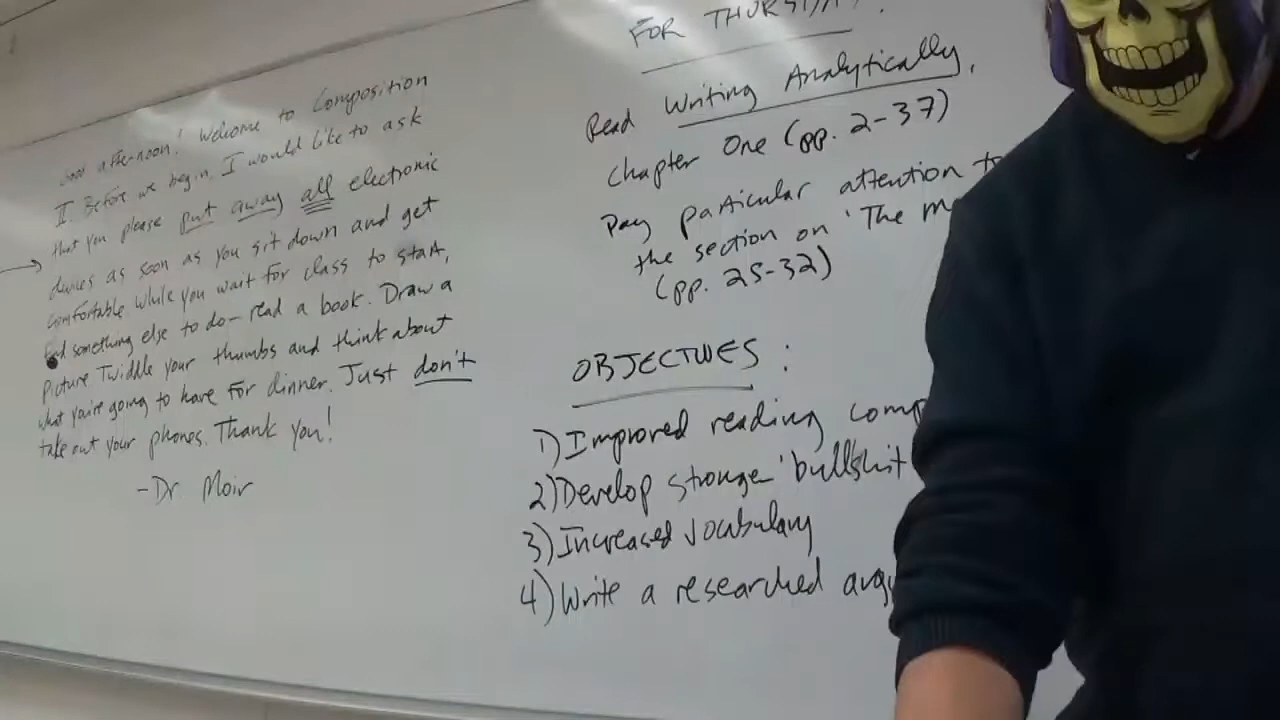 Good afternoon! Welcome to Composition
II. Before we begin, I would like to ask
that you please put away all electronic
devices as soon as you sit down and get
comfortable while you wait for class to start,
find something else to do- read a book. Draw a
picture Twiddle your thumbs and think about
what you're going to have for dinner. Just don't
take out your phones. Thank you!
-Dr Moir
FOR THURSDAY:
Read Writing Analytically,
Chapter One (pp. 2-37)
Pay particular attention to
the section on 'The M
(pp. 25-32)
OBJECTIVES:
1) Improved reading comp
2) Develop stronger 'bullshit
3) Increased vocabulary
4) Write a researched argu